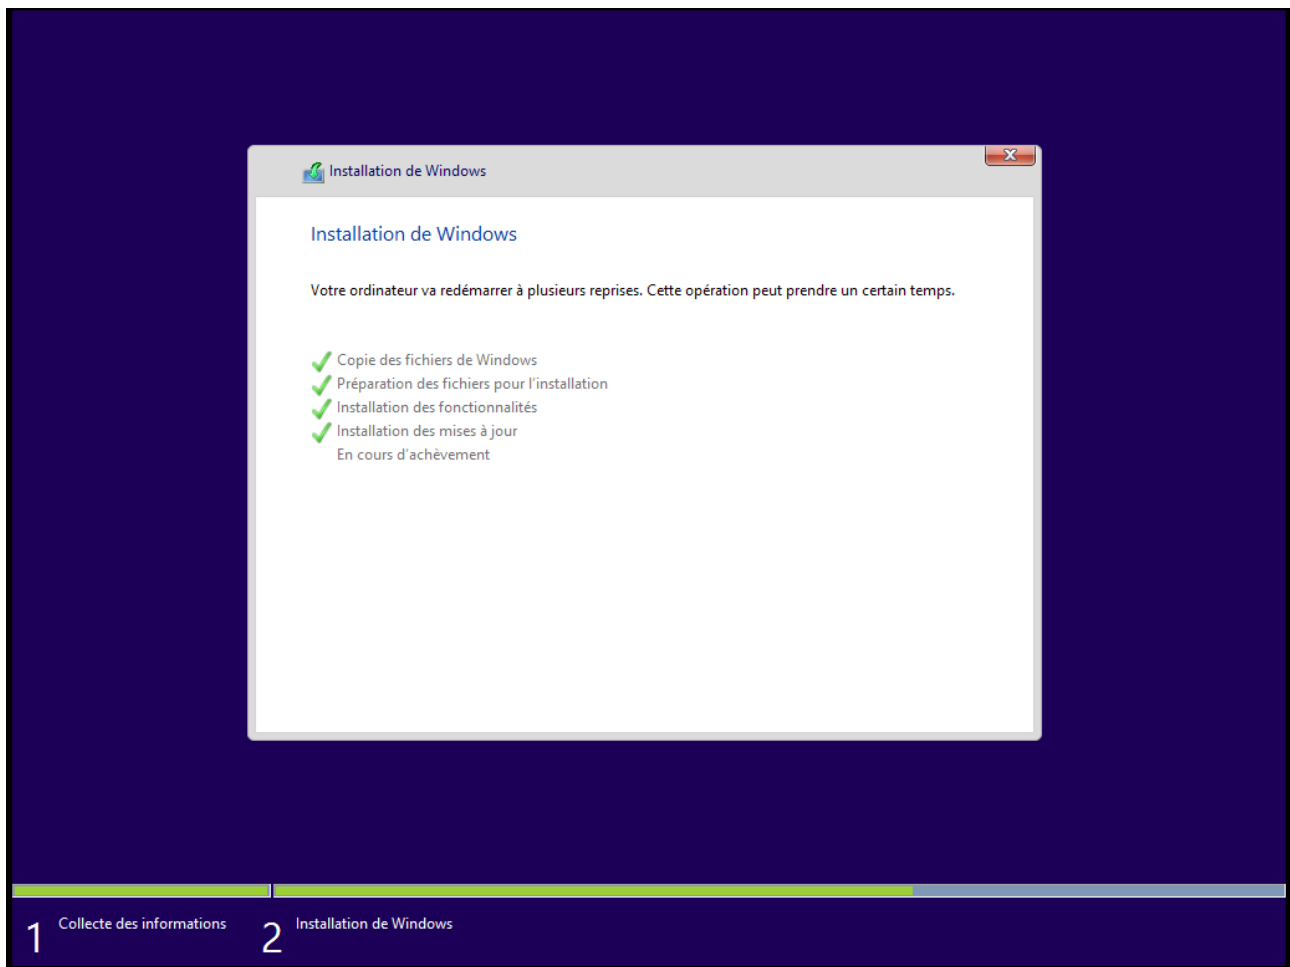 Installation de Windows
Installation de Windows
Votre ordinateur va redémarrer à plusieurs reprises. Cette opération peut prendre un certain temps.
Copie des fichiers de Windows
Préparation des fichiers pour l'installation
Installation des fonctionnalités
Installation des mises à jour
En cours d'achèvement
1 Collecte des informations 2 Installation de Windows